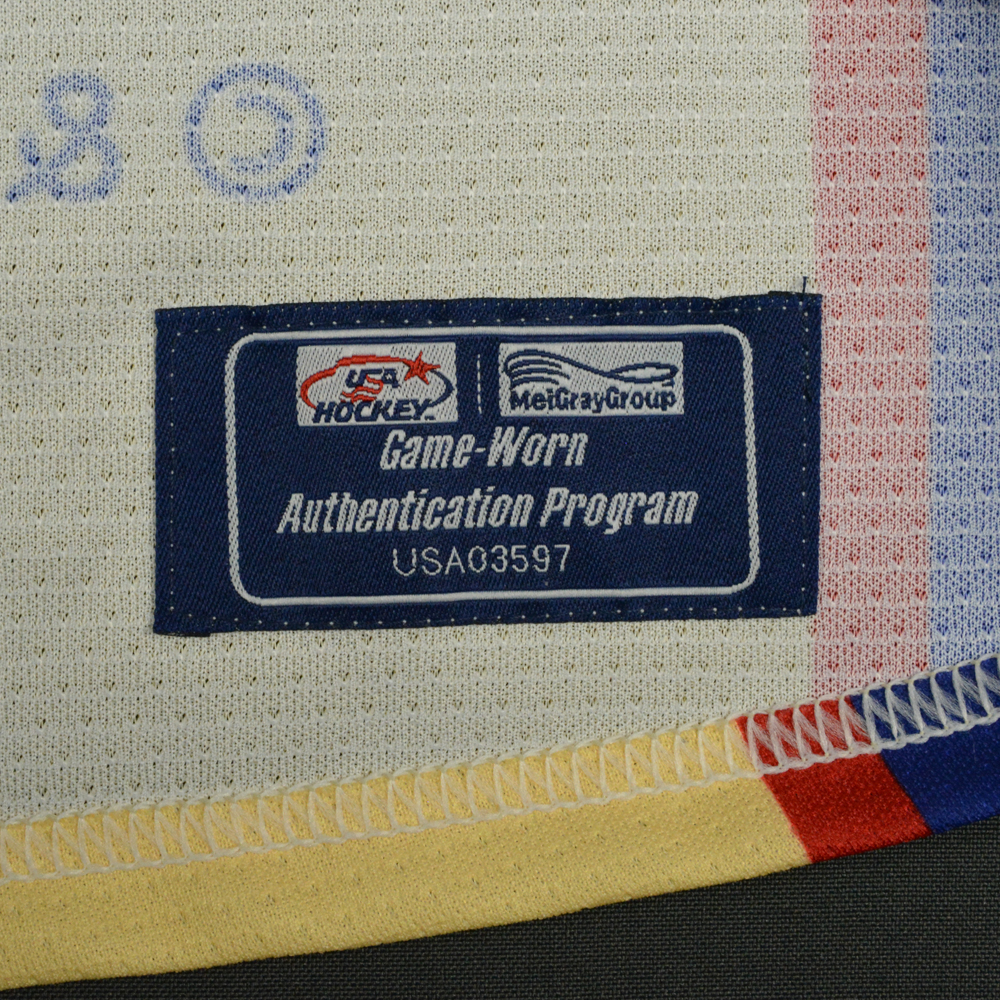 USA
HOCKEY
MeiGrayGroup
Game-Worn
Authentication Program
USA03597